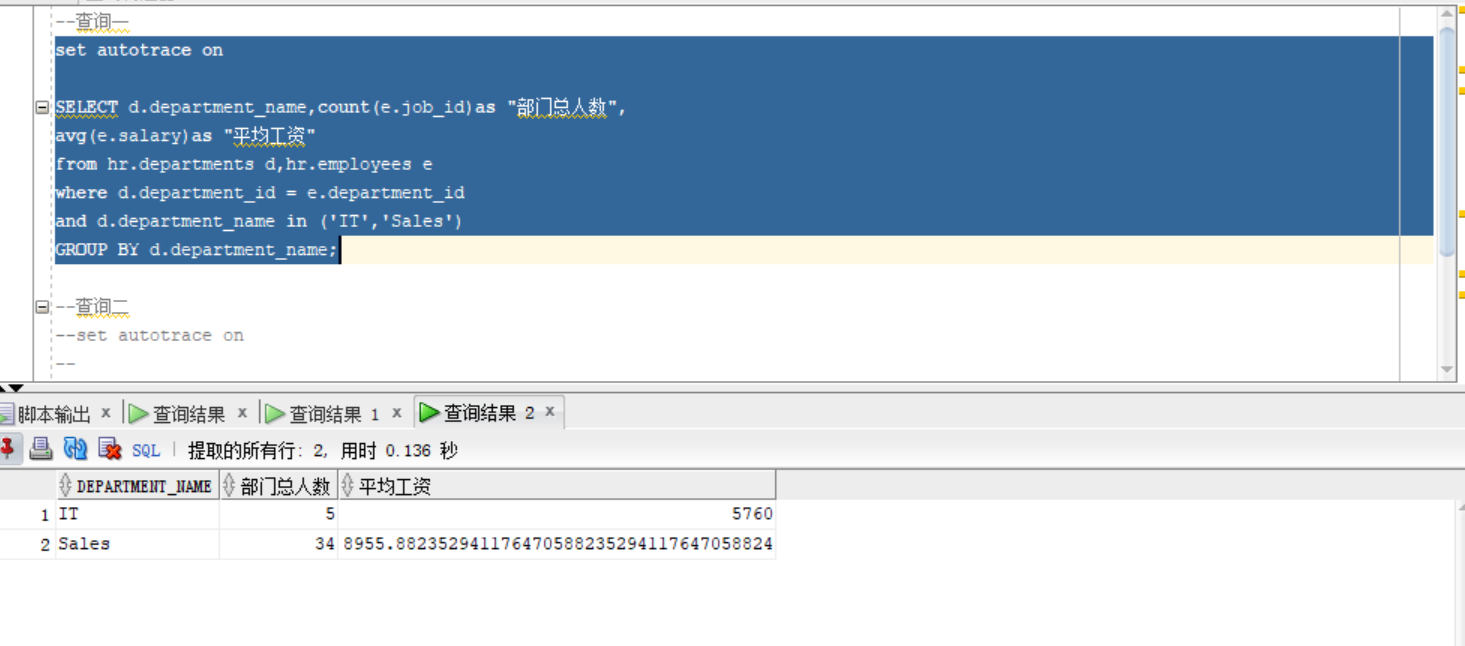 --查询一
set autotrace on
SELECT d.department_name,count(e.job_id)as "部门总人数",
avg(e.salary)as "平均工资"
from hr.departments d,hr.employees e
where d.department_id = e.department_id
and d.department_name in ('IT','Sales')
GROUP BY d.department_name;
--查询二
--set autotrace on
--
脚本输出 x 查询结果 x 查询结果 1 x 查询结果 2 x
SQL | 提取的所有行: 2, 用时 0.136 秒
DEPARTMENT_NAME 部门总人数 平均工资
1 IT 5 5760
2 Sales 34 8955.882352941176470588235294117647058824